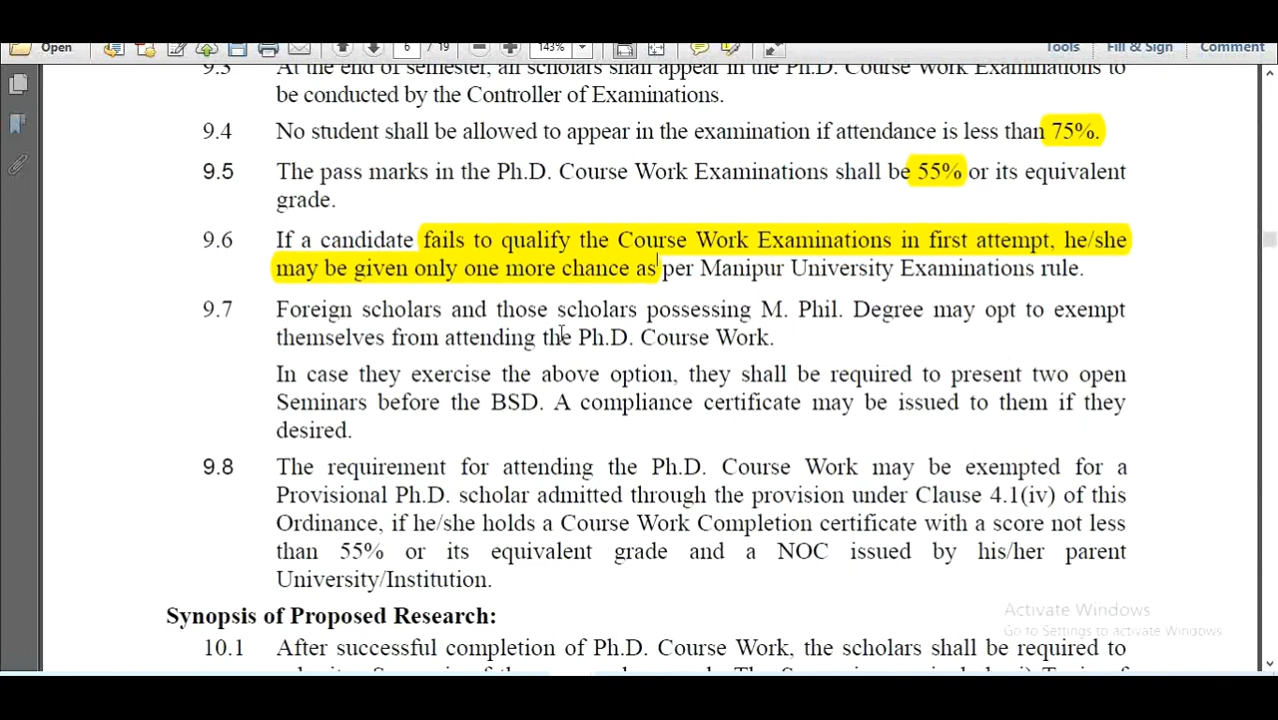 Open
6 / 19
143%
Tools
Fill & Sign
Comment
9.3 At the end of semester, all scholars shall appear in the Ph.D. Course Work Examinations to
be conducted by the Controller of Examinations.
9.4 No student shall be allowed to appear in the examination if attendance is less than 75%.
9.5 The pass marks in the Ph.D. Course Work Examinations shall be 55% or its equivalent
grade.
9.6 If a candidate fails to qualify the Course Work Examinations in first attempt, he/she
may be given only one more chance as per Manipur University Examinations rule.
9.7 Foreign scholars and those scholars possessing M. Phil. Degree may opt to exempt
themselves from attending the Ph.D. Course Work.
In case they exercise the above option, they shall be required to present two open
Seminars before the BSD. A compliance certificate may be issued to them if they
desired.
9.8 The requirement for attending the Ph.D. Course Work may be exempted for a
Provisional Ph.D. scholar admitted through the provision under Clause 4.1(iv) of this
Ordinance, if he/she holds a Course Work Completion certificate with a score not less
than 55% or its equivalent grade and a NOC issued by his/her parent
University/Institution.
Synopsis of Proposed Research:
10.1 After successful completion of Ph.D. Course Work, the scholars shall be required to
Activate Windows
Go to Settings to activate Windows